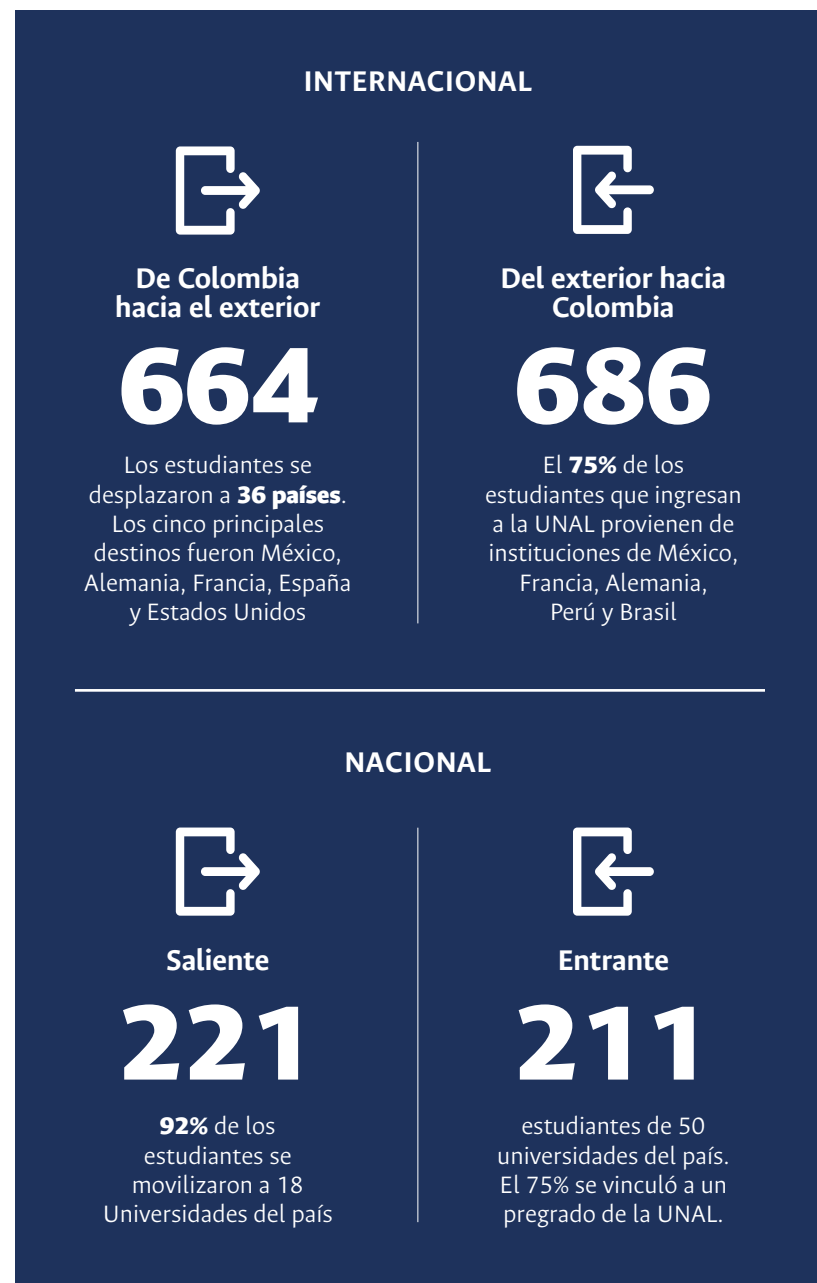 INTERNACIONAL
De Colombia
hacia el exterior
664
Los estudiantes se
desplazaron a 36 países.
Los cinco principales
destinos fueron México,
Alemania, Francia, España
y Estados Unidos
Del exterior hacia
Colombia
686
El 75% de los
estudiantes que ingresan
a la UNAL provienen de
instituciones de México,
Francia, Alemania,
Perú y Brasil
NACIONAL
Saliente
221
92% de los
estudiantes se
movilizaron a 18
Universidades del país
Entrante
211
estudiantes de 50
universidades del país.
El 75% se vinculó a un
pregrado de la UNAL.